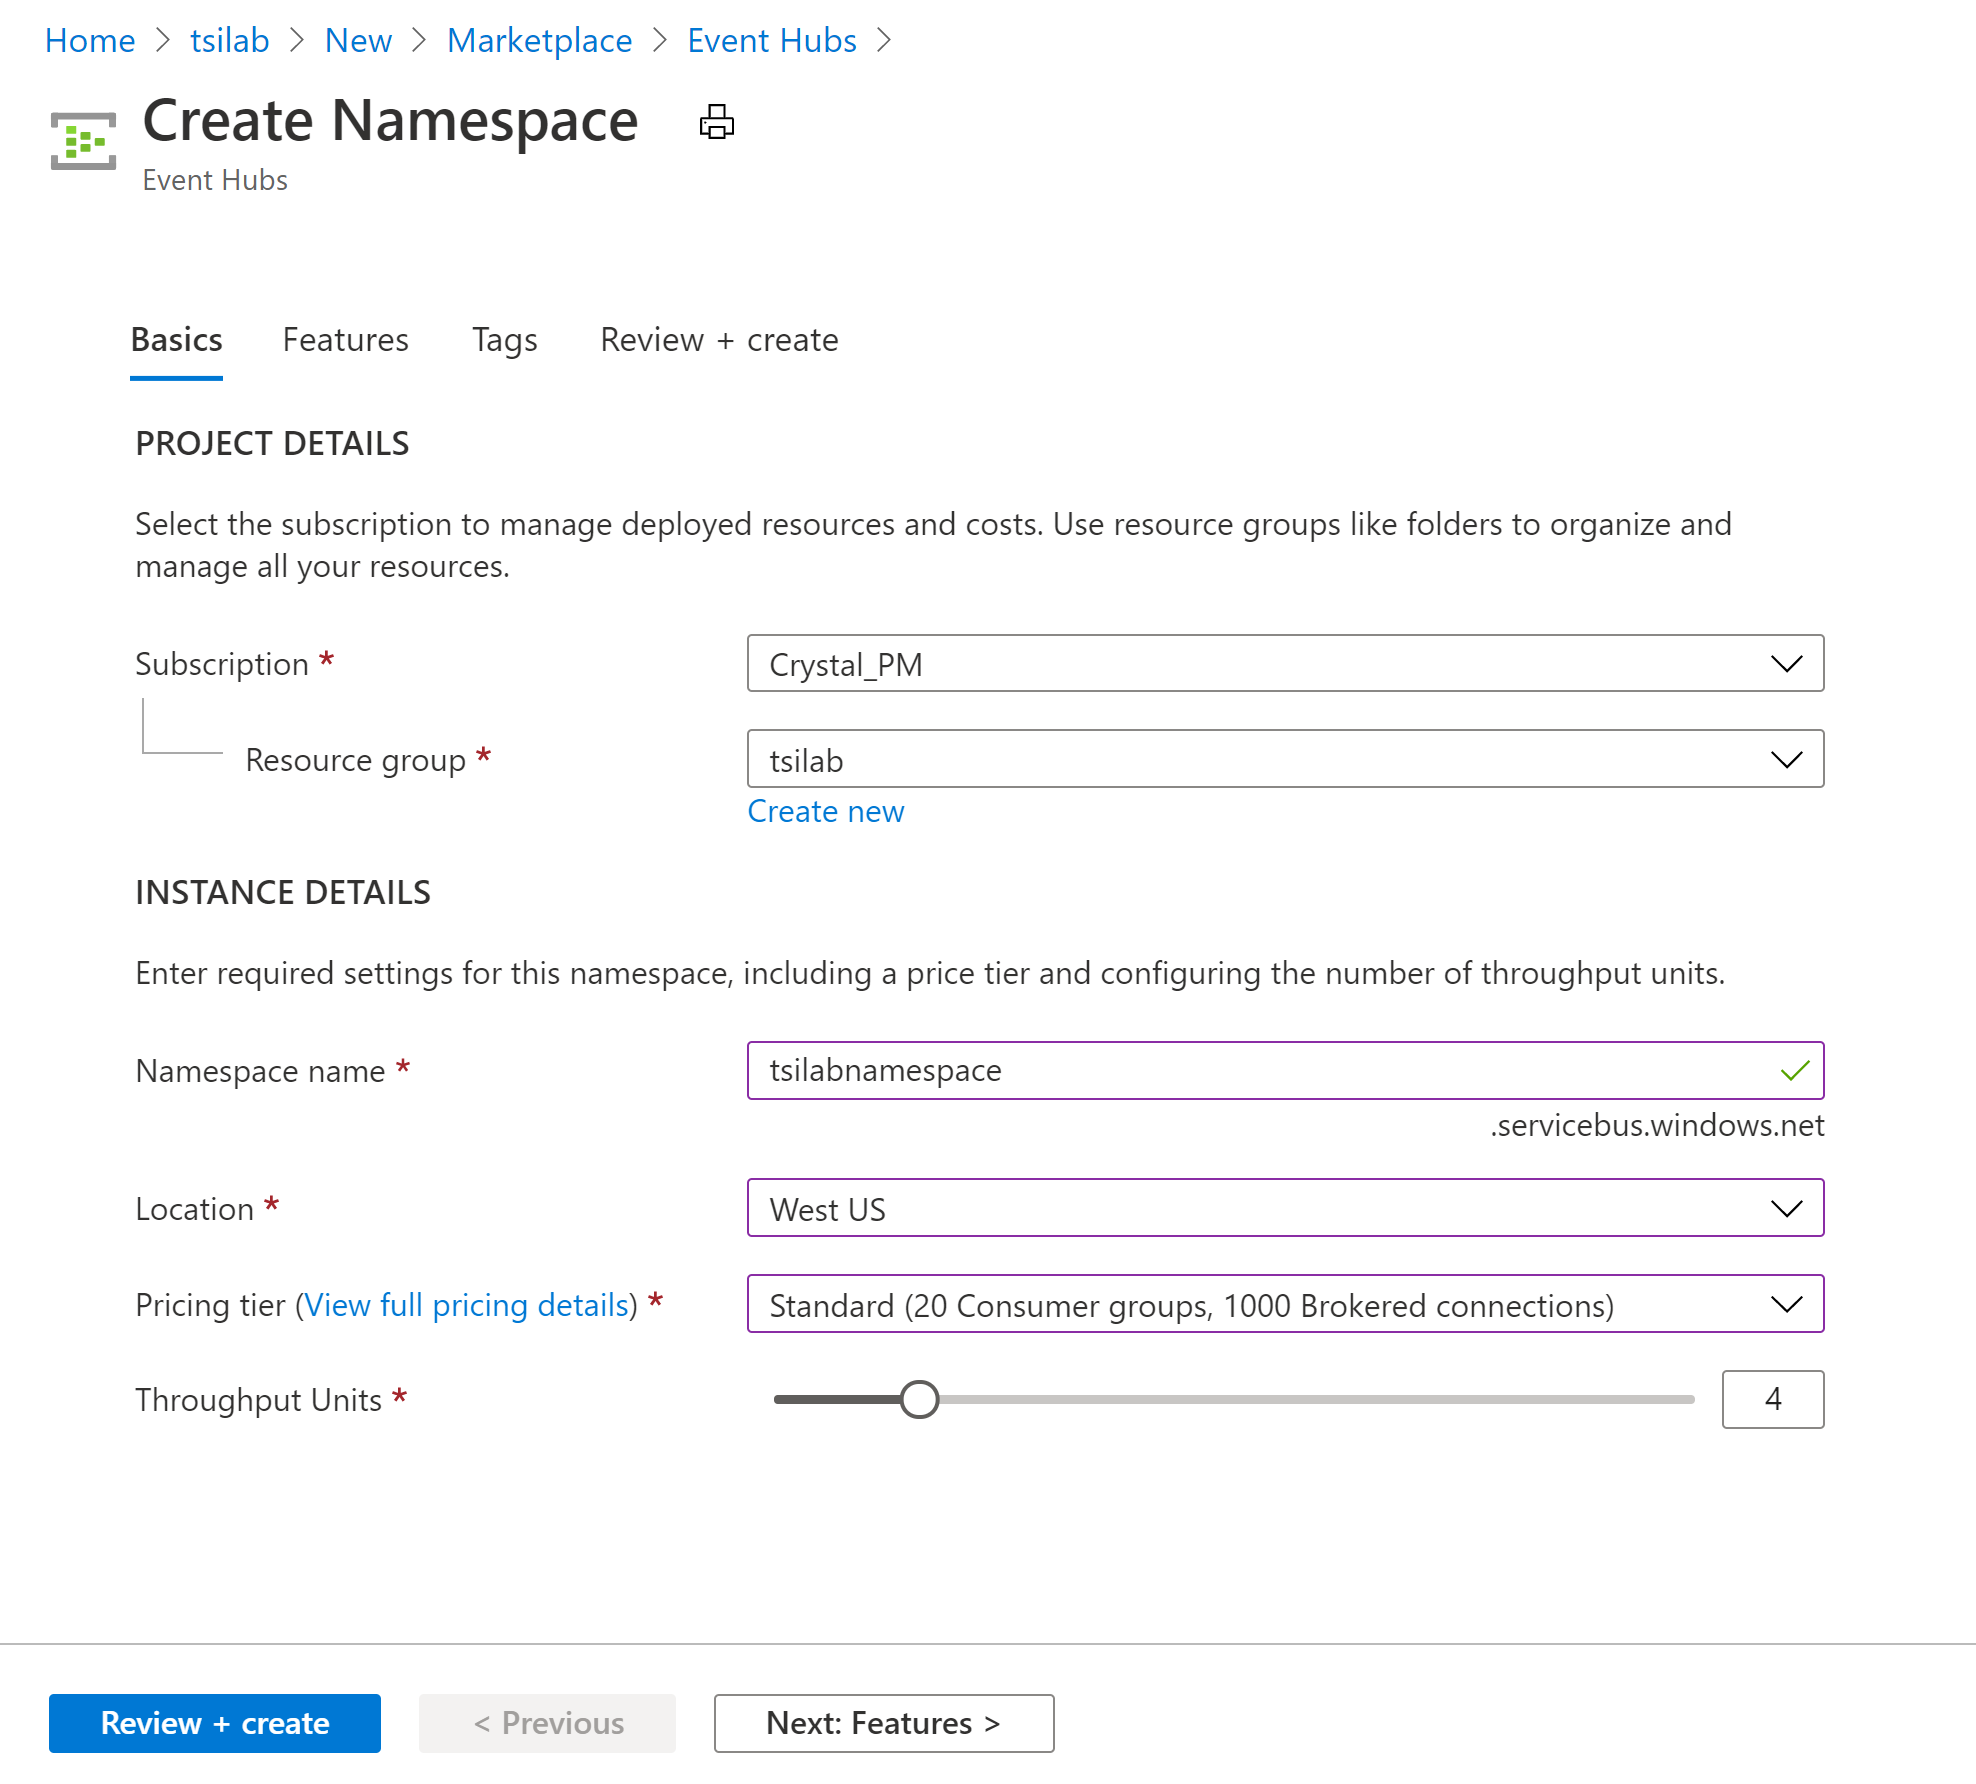 Home > tsilab > New > Marketplace > Event Hubs >
Create Namespace
Event Hubs
Basics Features Tags Review + create
PROJECT DETAILS
Select the subscription to manage deployed resources and costs. Use resource groups like folders to organize and
manage all your resources.
Subscription * Crystal_PM
Resource group * tsilab
Create new
INSTANCE DETAILS
Enter required settings for this namespace, including a price tier and configuring the number of throughput units.
Namespace name * tsilabnamespace
.servicebus.windows.net
Location * West US
Pricing tier (View full pricing details) * Standard (20 Consumer groups, 1000 Brokered connections)
Throughput Units * 4
Review + create < Previous Next: Features >